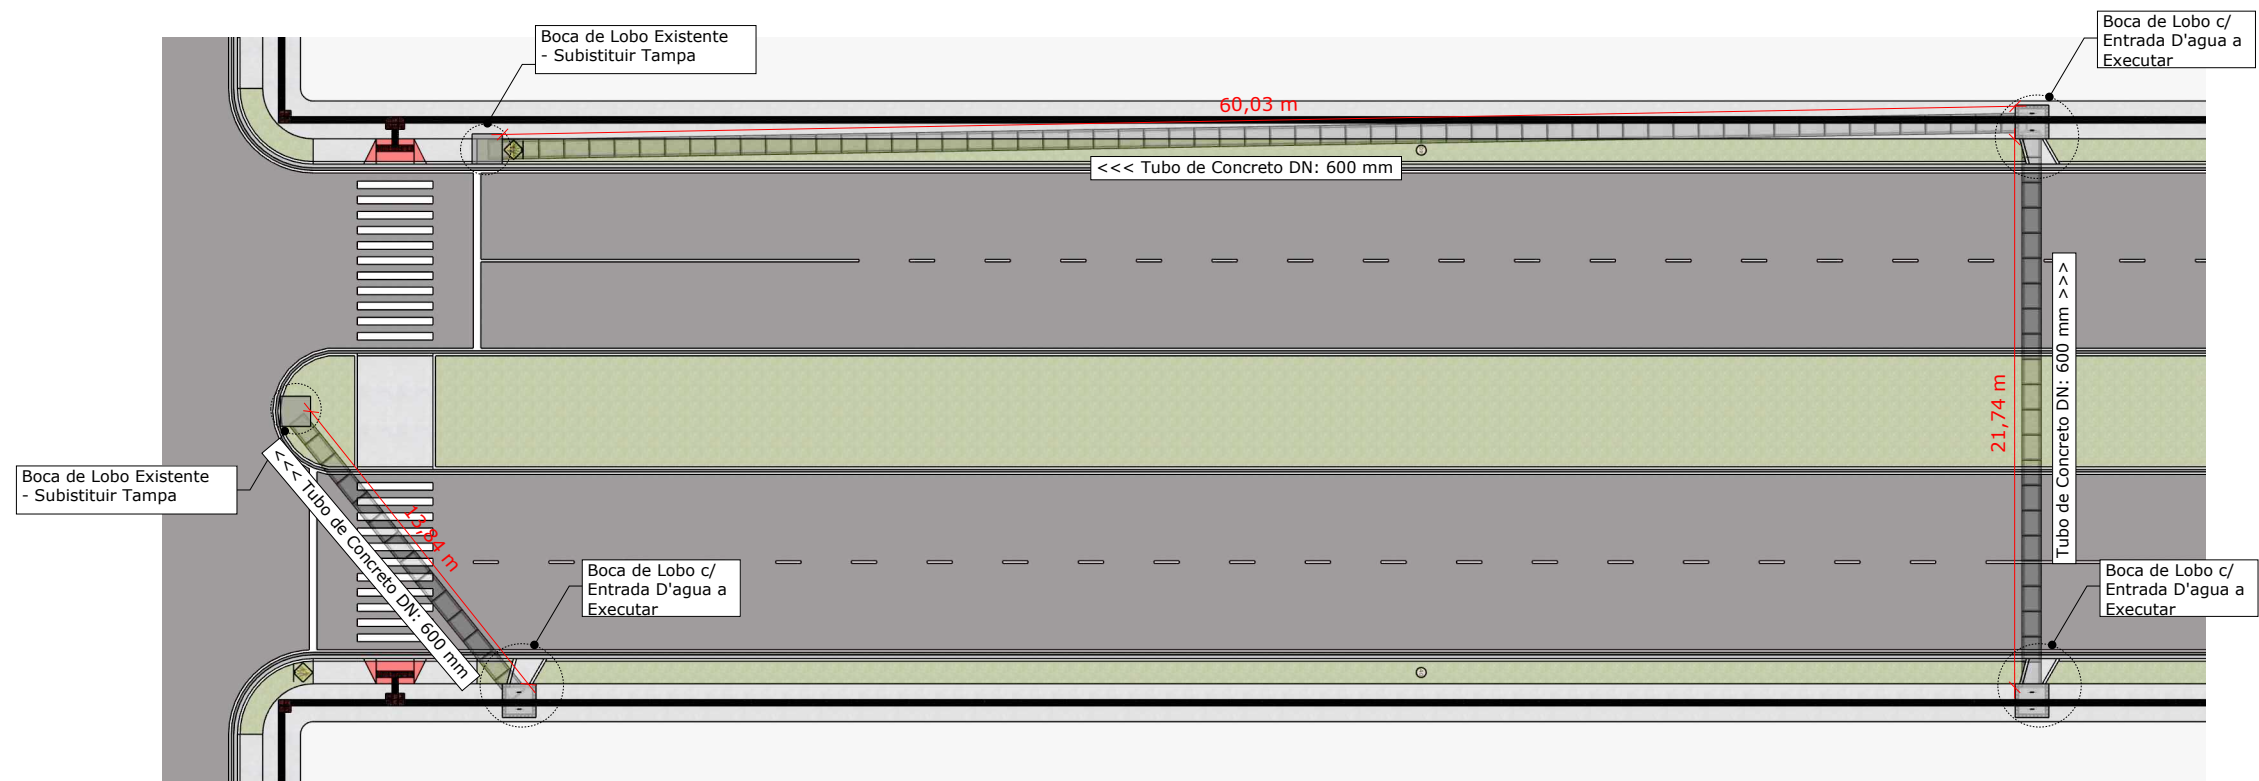 Boca de Lobo Existente
- Subistituir Tampa
Boca de Lobo c/
Entrada D'agua a
Executar
60,03 m
<<< Tubo de Concreto DN: 600 mm
Tubo de Concreto DN: 600 mm >>>
21,74 m
Boca de Lobo Existente
- Subistituir Tampa
<<< Tubo de Concreto DN: 600 mm
13,84 m
Boca de Lobo c/
Entrada D'agua a
Executar
Boca de Lobo c/
Entrada D'agua a
Executar